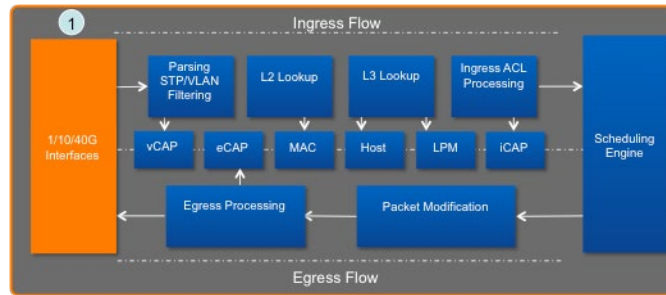 1
Ingress Flow
Parsing
STP/VLAN
Filtering
L2 Lookup
L3 Lookup
Ingress ACL
Processing
1/10/40G
Interfaces
vCAP
eCAP
MAC
Host
LPM
iCAP
Scheduling
Engine
Egress Processing
Packet Modification
Egress Flow